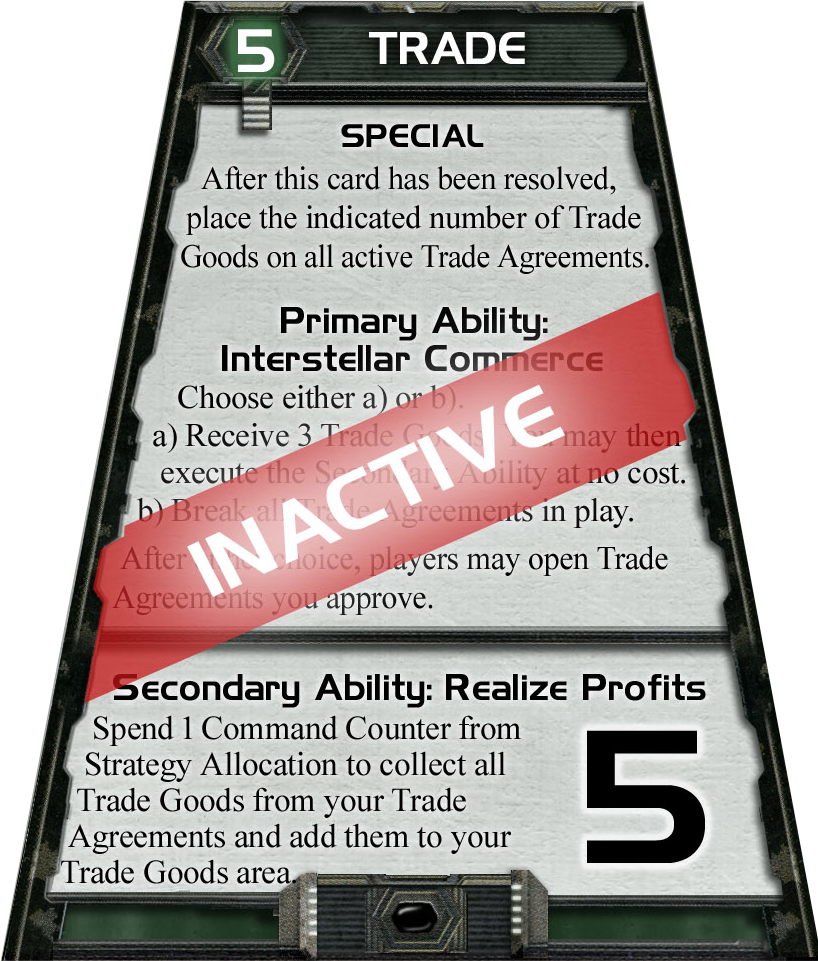 5 TRADE
SPECIAL
After this card has been resolved,
place the indicated number of Trade
Goods on all active Trade Agreements.
Primary Ability:
Interstellar Commerce
Choose either a) or b).
a) Receive 3 Trade Goods. You may then
execute the Secondary Ability at no cost.
b) Break all Trade Agreements in play.
After either choice, players may open Trade
Agreements you approve.
INACTIVE
Secondary Ability: Realize Profits
Spend 1 Command Counter from
Strategy Allocation to collect all
Trade Goods from your Trade
Agreements and add them to your
Trade Goods area.
5